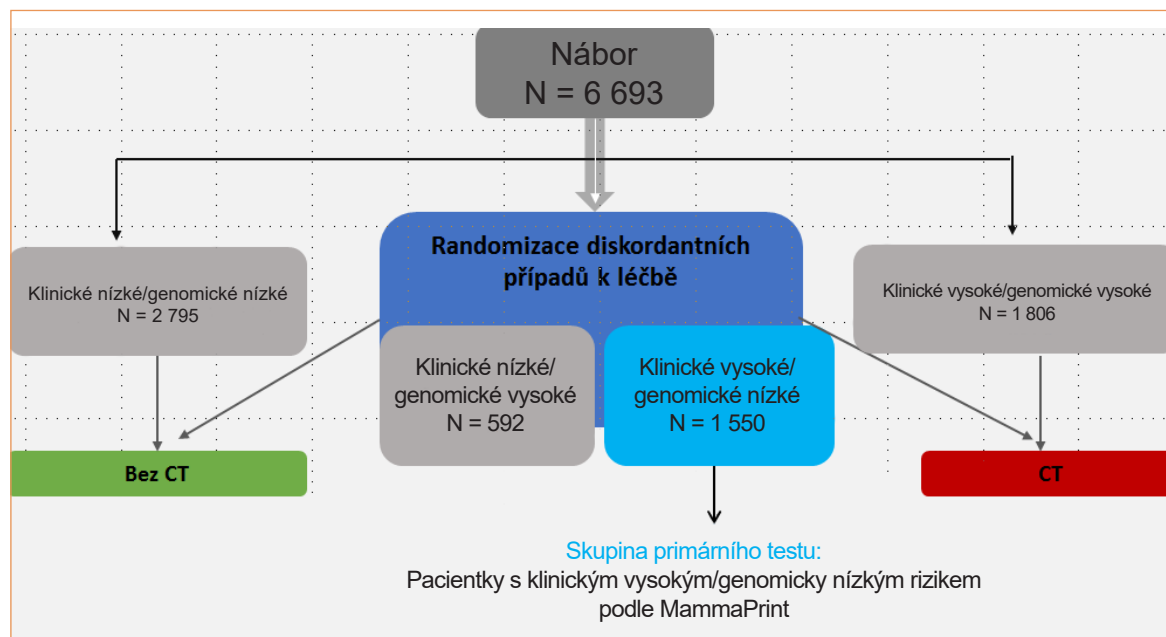 Nábor
N = 6 693
Randomizace diskordantních
případů k léčbě
Klinické nízké/genomické nízké
N = 2 795
Klinické vysoké/genomické vysoké
N = 1 806
Klinické nízké/
genomické vysoké
N = 592
Klinické vysoké/
genomické nízké
N = 1 550
Bez CT
CT
Skupina primárního testu:
Pacientky s klinickým vysokým/genomicky nízkým rizikem
podle MammaPrint